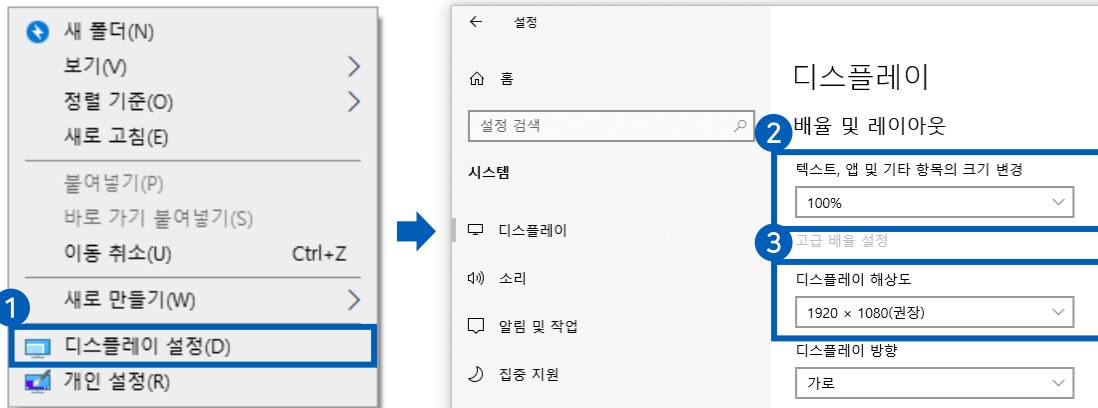 새 폴더(N)
보기(V)
정렬 기준(O)
새로 고침(E)
붙여넣기(P)
바로 가기 붙여넣기(S)
이동 취소(U) Ctrl+Z
새로 만들기(W)
1
디스플레이 설정(D)
개인 설정(R)
설정
홈
설정 검색
시스템
디스플레이
소리
알림 및 작업
집중 지원
디스플레이
2
배율 및 레이아웃
텍스트, 앱 및 기타 항목의 크기 변경
100%
3
고급 배율 설정
디스플레이 해상도
1920 × 1080(권장)
디스플레이 방향
가로